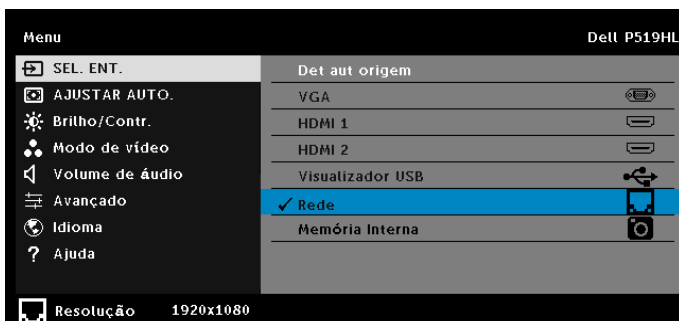 Menu Dell P519HL
SEL. ENT.
AJUSTAR AUTO.
Brilho/Contr.
Modo de vídeo
Volume de áudio
Avançado
Idioma
? Ajuda
Det aut origem
VGA
HDMI 1
HDMI 2
Visualizador USB
✓ Rede
Memória Interna
Resolução 1920x1080